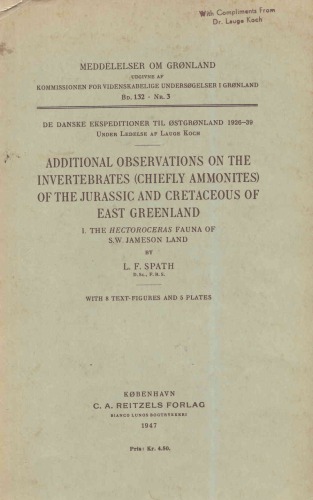 With Compliments From
Dr. Lauge Koch
MEDDELELSER OM GRØNLAND
UDGIVNE AF
KOMMISSIONEN FOR VIDENSKABELIGE UNDERSØGELSER I GRØNLAND
BD. 132 · NR. 3
DE DANSKE EKSPEDITIONER TIL ØSTGRØNLAND 1926–39
UNDER LEDELSE AF LAUGE KOCH
ADDITIONAL OBSERVATIONS ON THE
INVERTEBRATES (CHIEFLY AMMONITES)
OF THE JURASSIC AND CRETACEOUS OF
EAST GREENLAND
I. THE HECTOROCERAS FAUNA OF
S.W. JAMESON LAND
BY
L. F. SPATH
D. Sc., F. R. S.
WITH 8 TEXT-FIGURES AND 5 PLATES
KØBENHAVN
C. A. REITZELS FORLAG
BIANCO LUNOS BOGTRYKKERI
1947
Pris: Kr. 4.50.